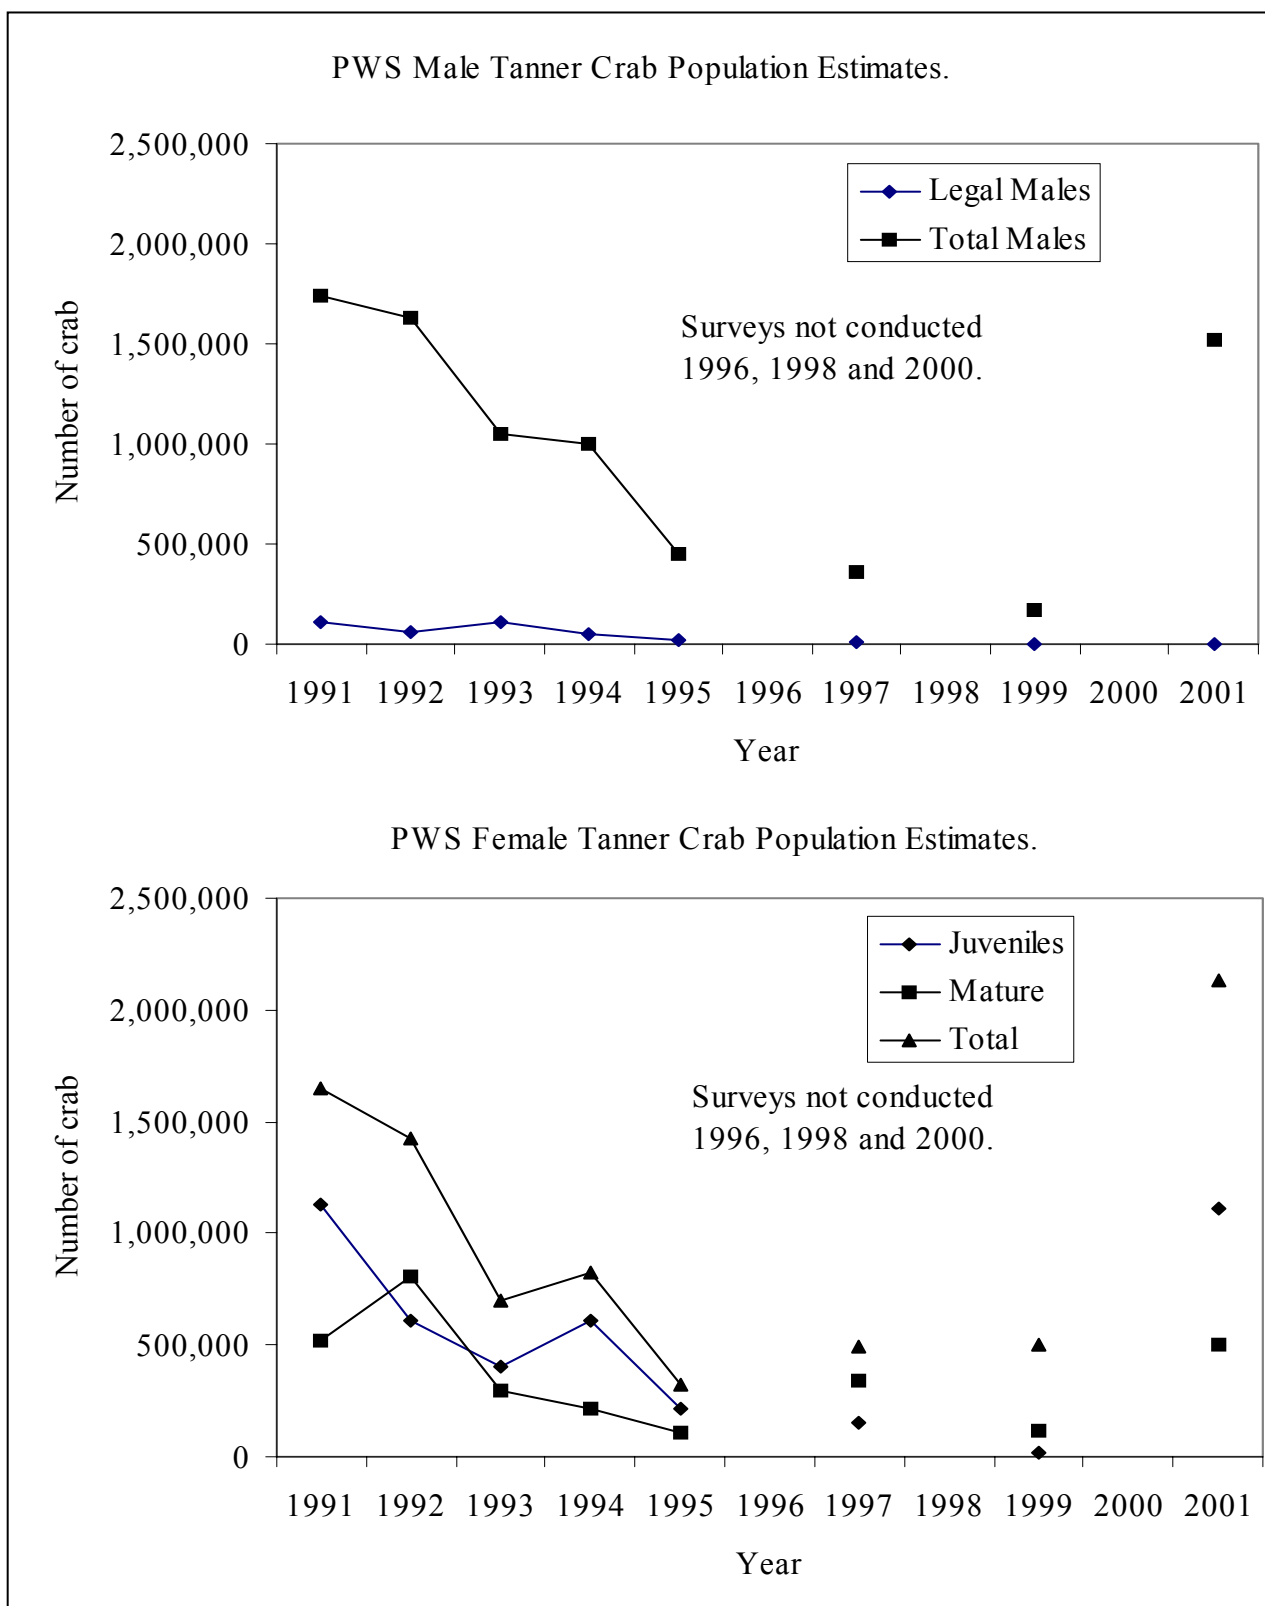 PWS Male Tanner Crab Population Estimates.
2,500,000
2,000,000
1,500,000
1,000,000
500,000
0
Number of crab
Legal Males
Total Males
Surveys not conducted
1996, 1998 and 2000.
1991 1992 1993 1994 1995 1996 1997 1998 1999 2000 2001
Year
PWS Female Tanner Crab Population Estimates.
2,500,000
2,000,000
1,500,000
1,000,000
500,000
0
Number of crab
Juveniles
Mature
Total
Surveys not conducted
1996, 1998 and 2000.
1991 1992 1993 1994 1995 1996 1997 1998 1999 2000 2001
Year